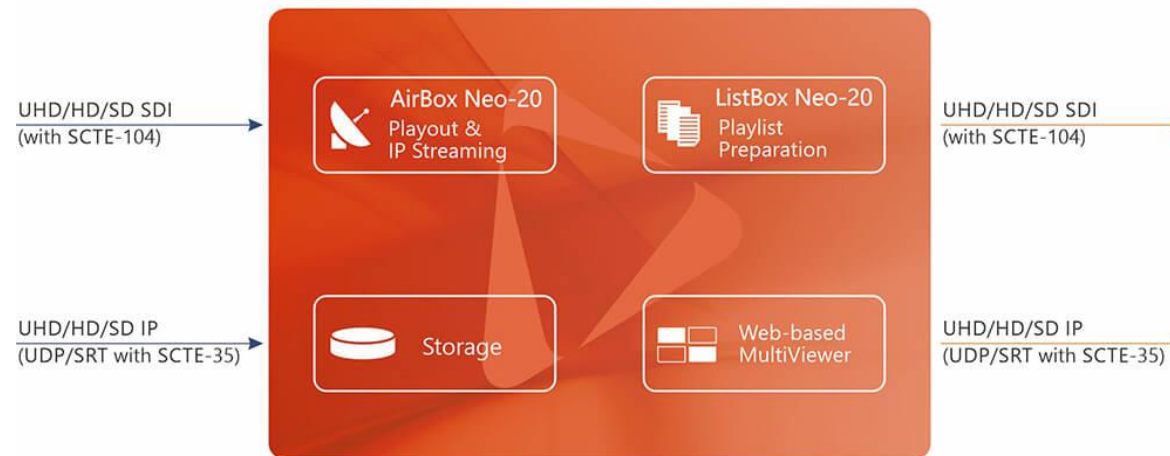 UHD/HD/SD SDI
(with SCTE-104)
AirBox Neo-20
Playout &
IP Streaming
ListBox Neo-20
Playlist
Preparation
UHD/HD/SD SDI
(with SCTE-104)
UHD/HD/SD IP
(UDP/SRT with SCTE-35)
Storage
Web-based
MultiViewer
UHD/HD/SD IP
(UDP/SRT with SCTE-35)